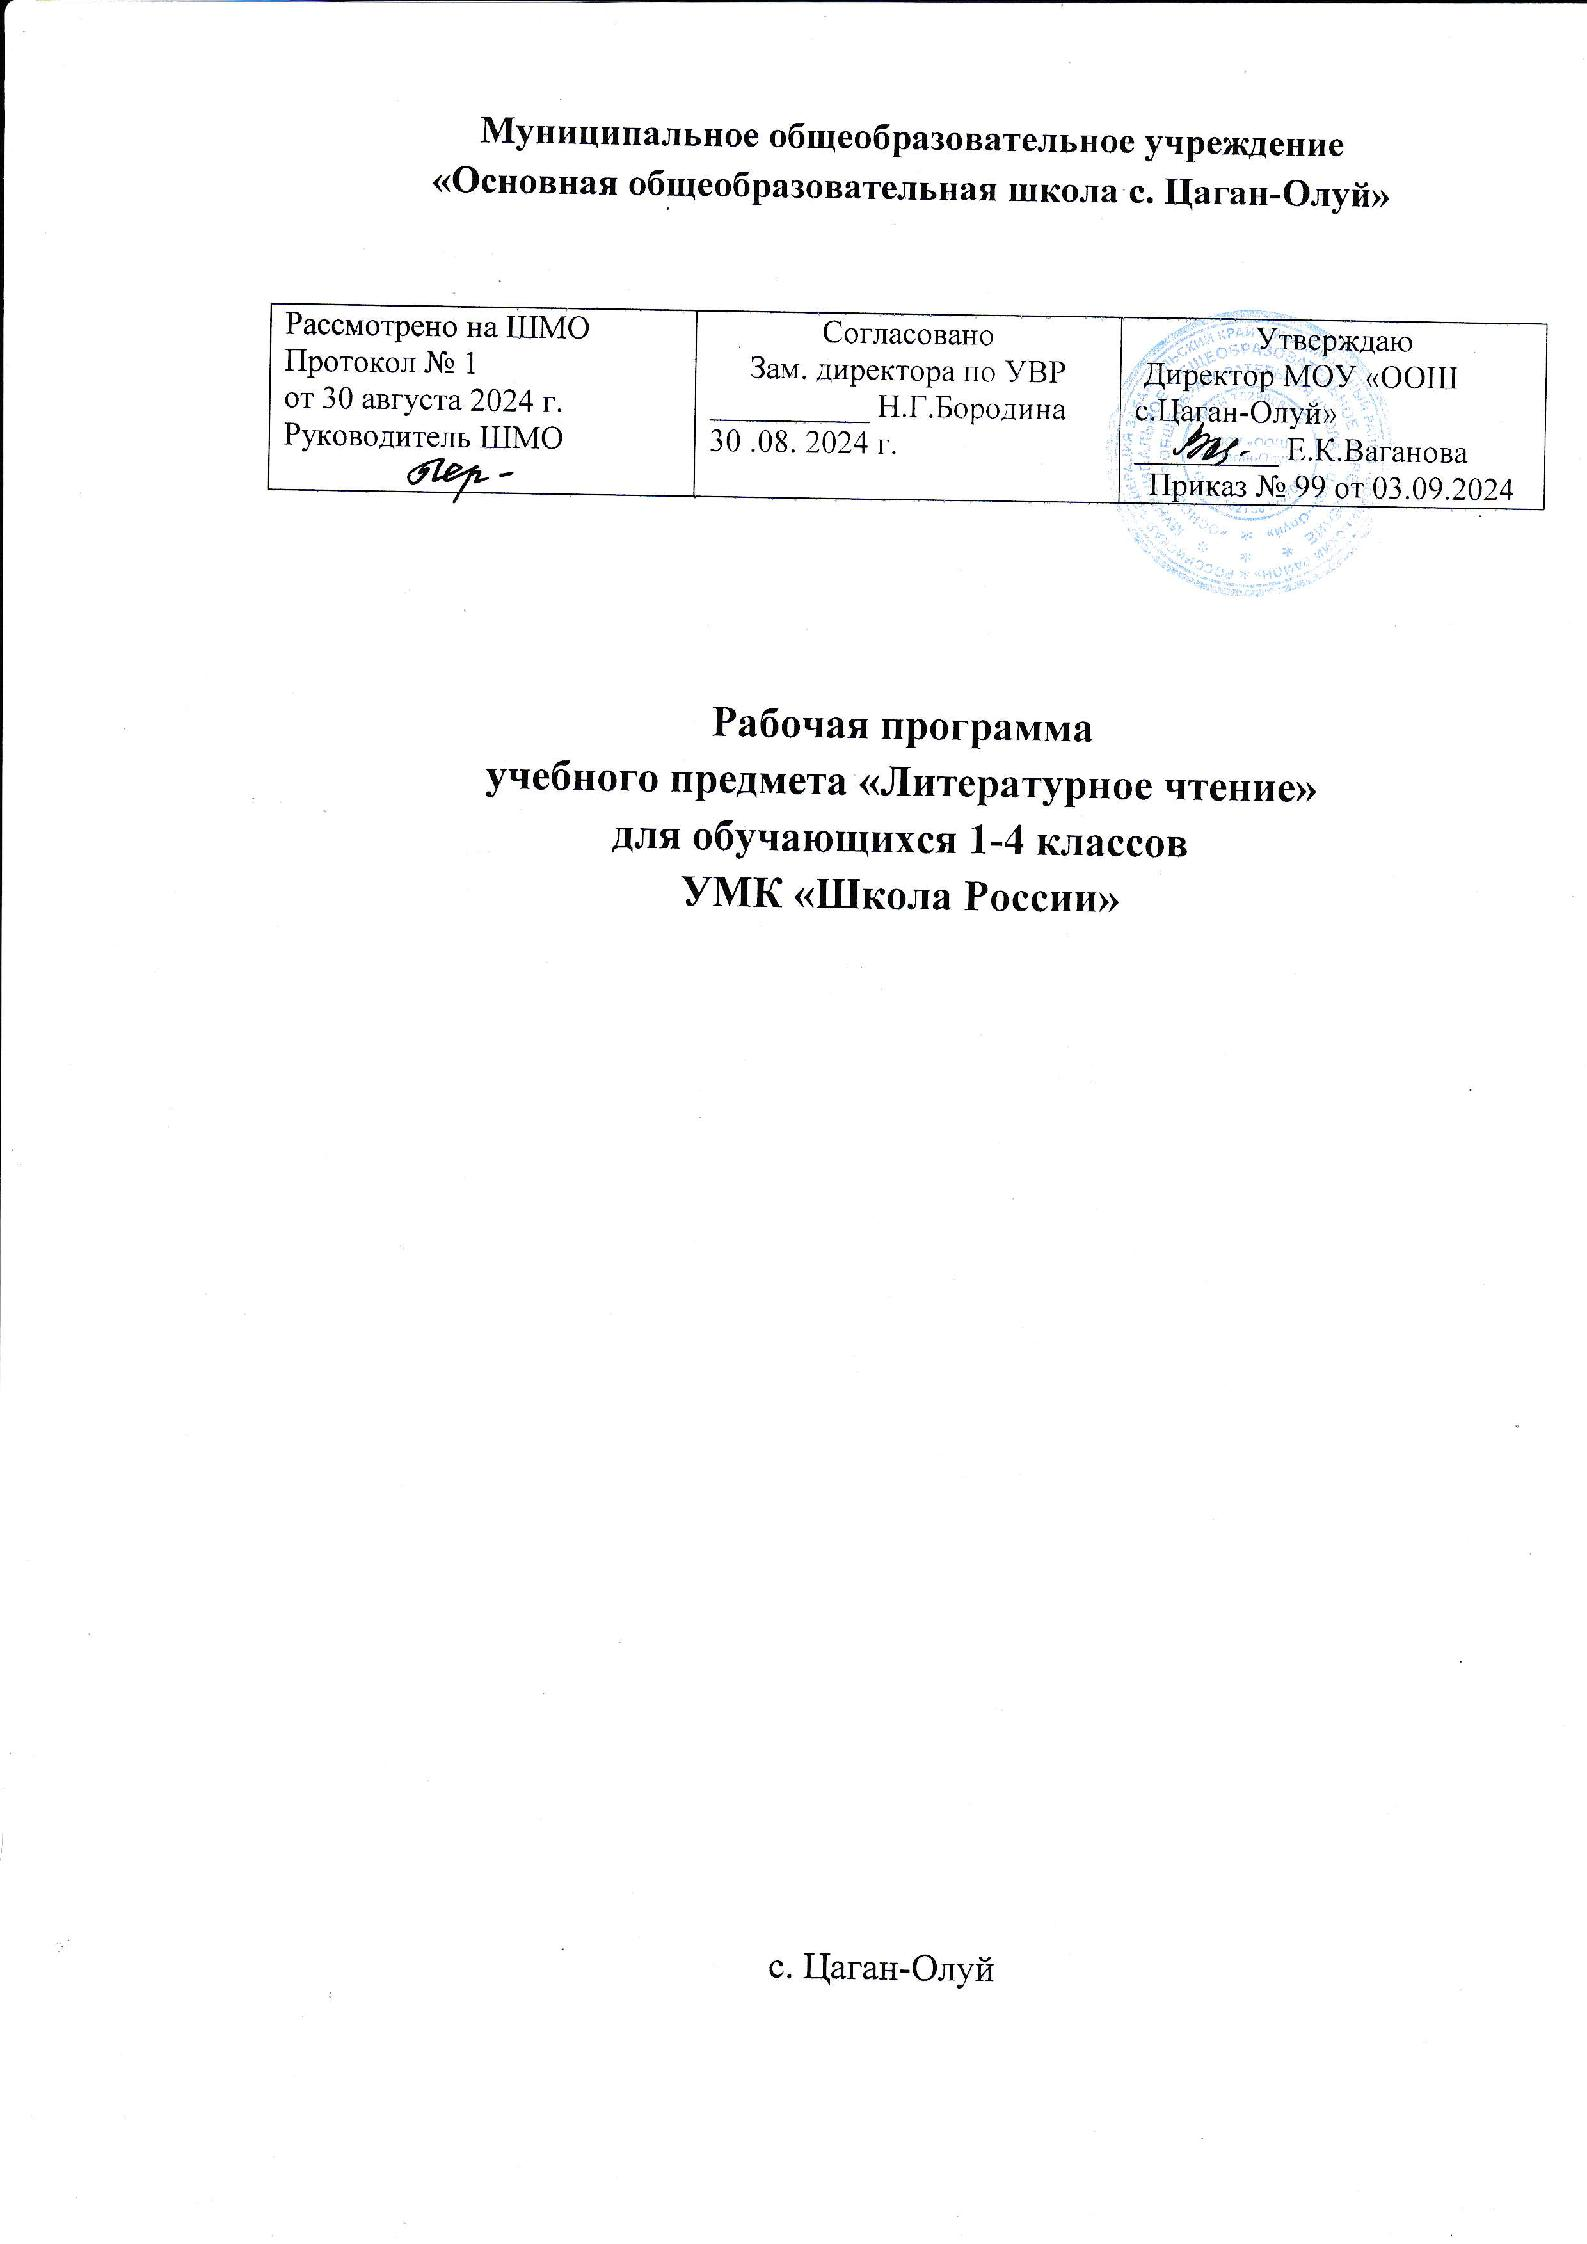 Муниципальное общеобразовательное учреждение
«Основная общеобразовательная школа с. Цаган-Олуй»
Рассмотрено на ШМО
Протокол № 1
от 30 августа 2024 г.
Руководитель ШМО
Согласовано
Зам. директора по УВР
___________ Н.Г.Бородина
30 .08. 2024 г.
Утверждаю
Директор МОУ «ООШ
с.Цаган-Олуй»
__________ Е.К.Ваганова
Приказ № 99 от 03.09.2024
Рабочая программа
учебного предмета «Литературное чтение»
для обучающихся 1-4 классов
УМК «Школа России»
с. Цаган-Олуй